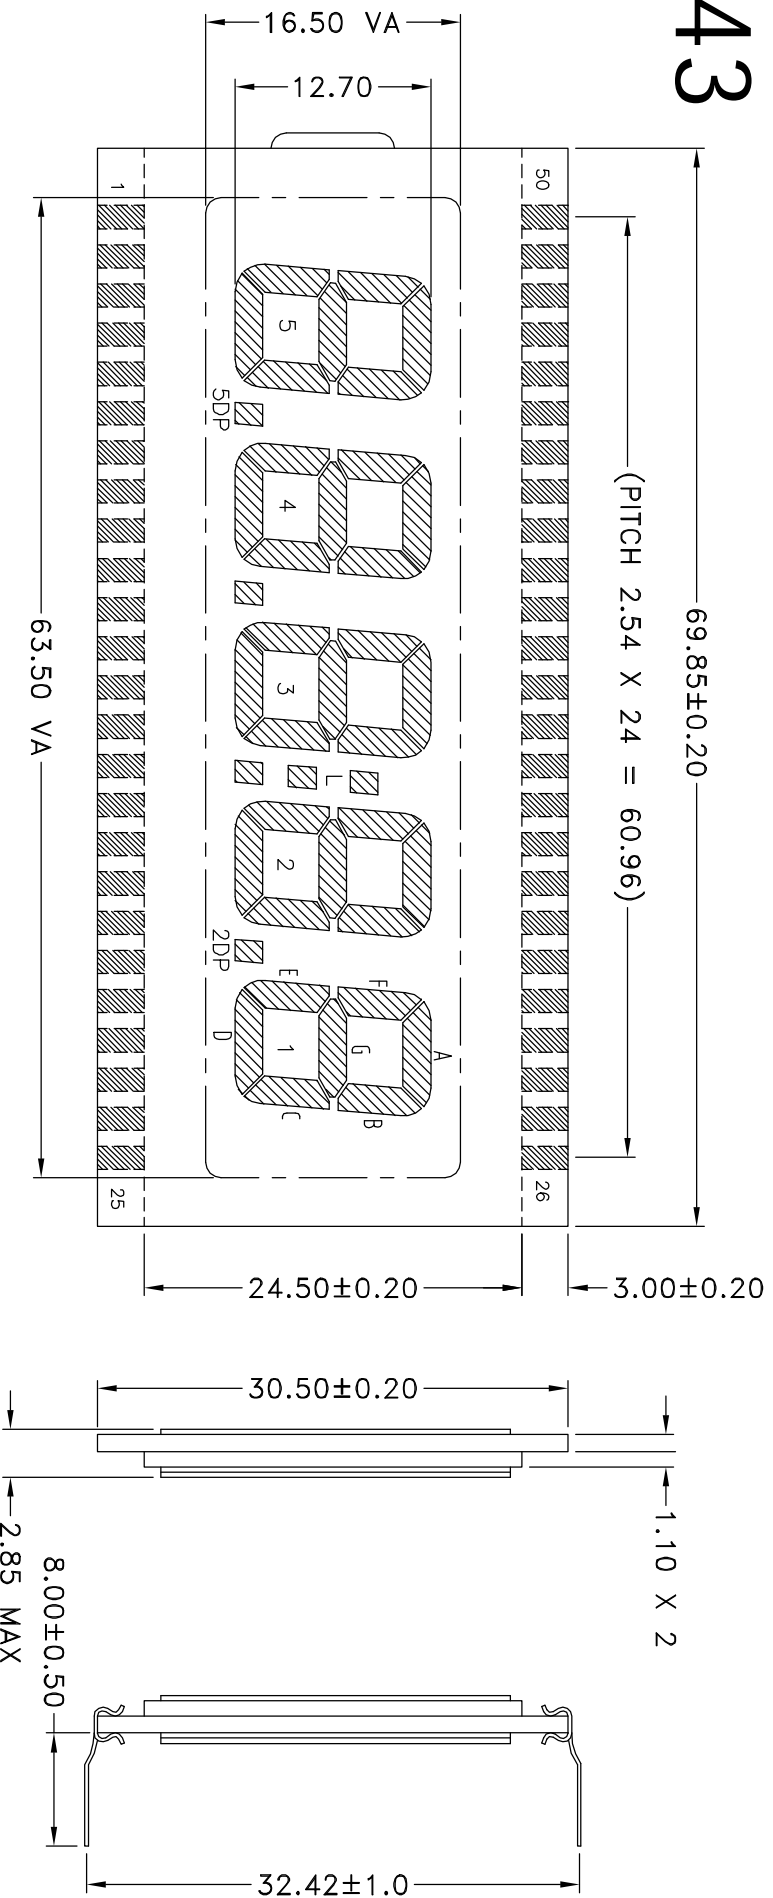 43
16.50 VA
12.70
1
50
(PITCH 2.54 X 24 = 60.96)
69.85±0.20
63.50 VA
5
5DP
4
3
L
2
2DP
1
A
B
C
D
E
F
G
25
26
24.50±0.20
3.00±0.20
30.50±0.20
1.10 X 2
2.85 MAX
8.00±0.50
32.42±1.0